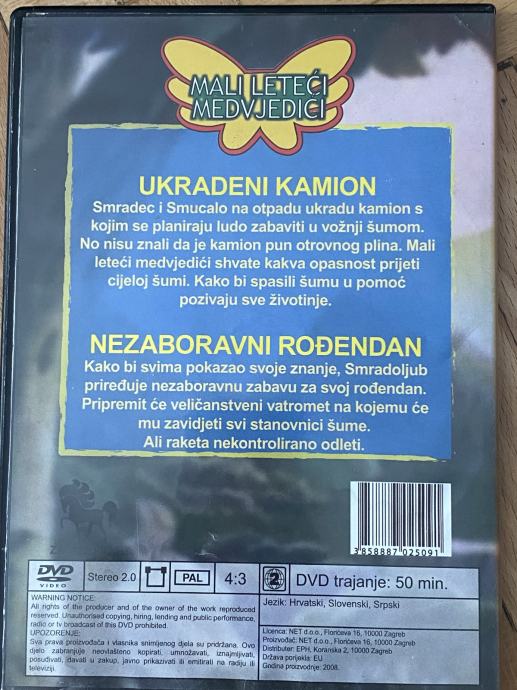 MALI LETEĆI
MEDVJEDIĆI
UKRADENI KAMION
Smradec i Smucalo na otpadu ukradu kamion s
kojim se planiraju ludo zabaviti u vožnji šumom.
No nisu znali da je kamion pun otrovnog plina. Mali
leteći medvjedići shvate kakva opasnost prijeti
cijeloj šumi. Kako bi spasili šumu u pomoć
pozivaju sve životinje.
NEZABORAVNI ROĐENDAN
Kako bi svima pokazao svoje znanje, Smradoljub
priređuje nezaboravnu zabavu za svoj rođendan.
Pripremit će veličanstveni vatromet na kojemu će
mu zavidjeti svi stanovnici šume.
Ali raketa nekontrolirano odleti.
3858887025091
DVD VIDEO
Stereo 2.0
PAL
4:3
2
DVD trajanje: 50 min.
WARNING NOTICE:
All rights of the producer and of the owner of the work reproduced
reserved. Unauthorised copying, hiring, lending and public performance,
radio or tv broadcast of this DVD prohibited.
UPOZORENJE:
Sva prava proizvođača i vlasnika snimljenog djela su pridržana. Ovo
djelo zabranjuje neovlašteno kopirati, umnožavati, iznajmljivati,
posuđivati, davati u zakup, javno prikazivati ili emitirati na radiju ili
televiziji.
Jezik: Hrvatski, Slovenski, Srpski
Licenca: NET d.o.o., Florićeva 16, 10000 Zagreb
Proizvođač: NET d.o.o., Florićeva 16, 10000 Zagreb
Distributer: EPH, Koranska 2, 10000 Zagreb
Država porijekla: EU
Godina proizvodnje: 2008.